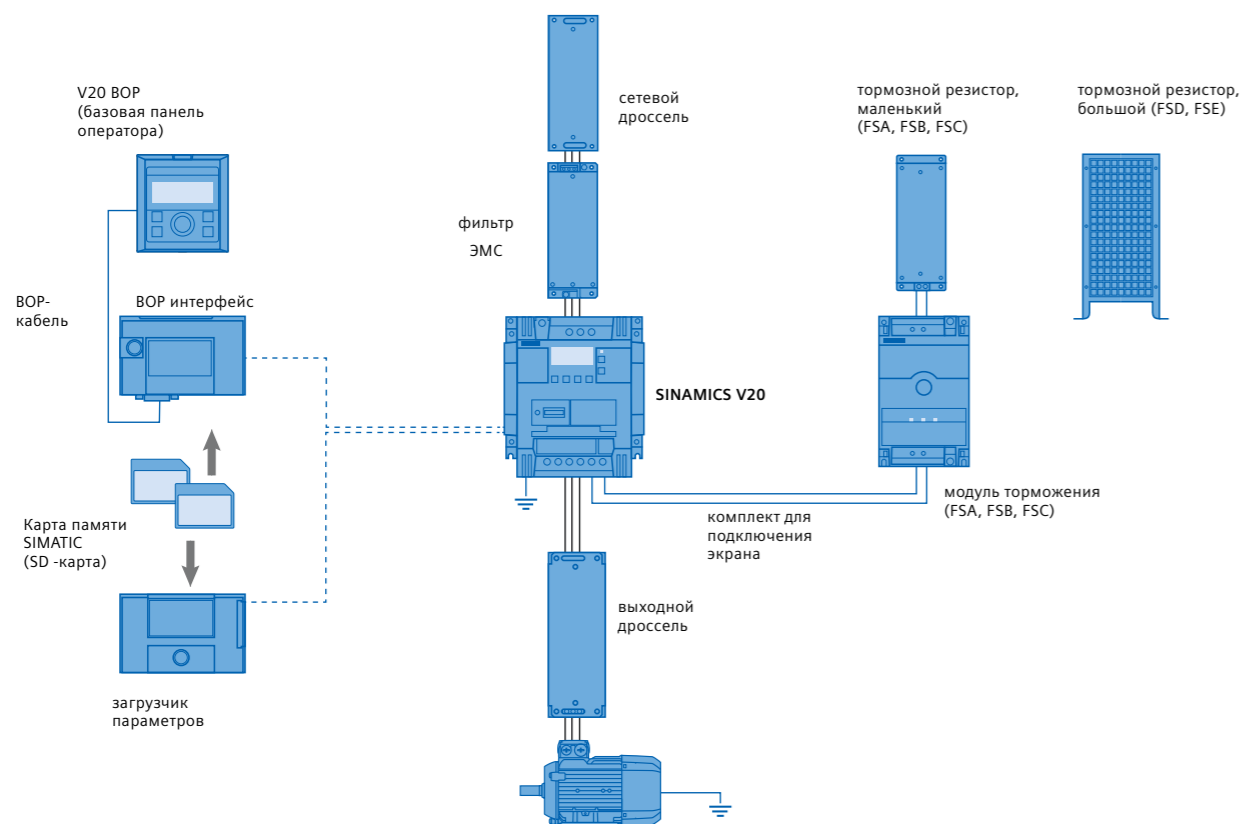 V20 BOP
(базовая панель
оператора)
сетевой
дроссель
тормозной резистор,
маленький
(FSA, FSB, FSC)
тормозной резистор,
большой (FSD, FSE)
фильтр
ЭМС
BOP-
кабель
BOP интерфейс
SINAMICS V20
Карта памяти
SIMATIC
(SD -карта)
комплект для
подключения
экрана
модуль торможения
(FSA, FSB, FSC)
выходной
дроссель
загрузчик
параметров